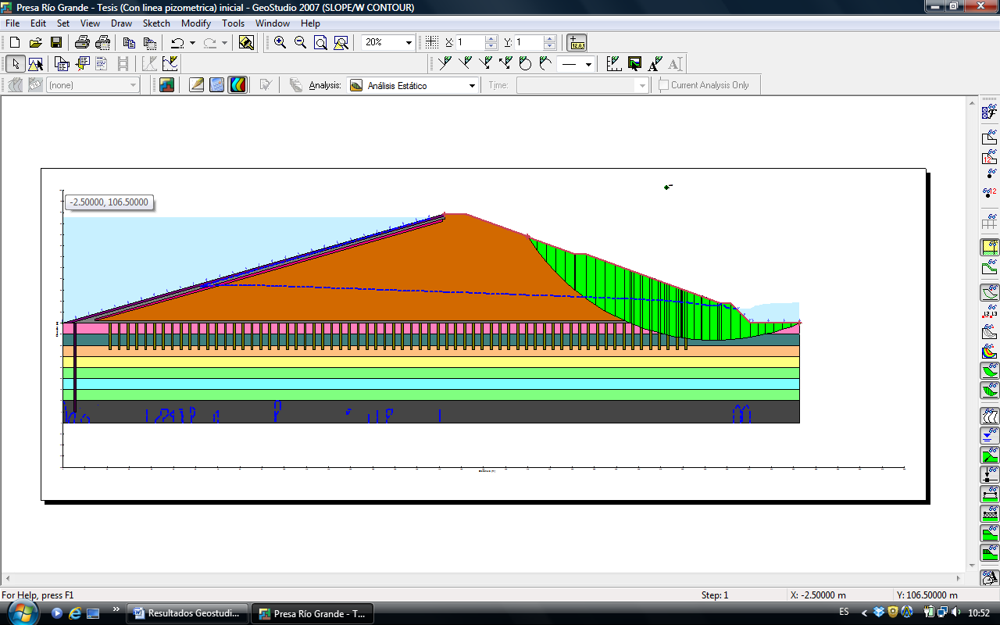 Presa Río Grande - Tesis (Con linea pizometrica) inicial - GeoStudio 2007 (SLOPE/W CONTOUR)
File Edit Set View Draw Sketch Modify Tools Window Help
20% X: 1 Y: 1
(none) Analysis: Análisis Estático Time: Current Analysis Only
-2.50000, 106.50000
For Help, press F1 Step: 1 X: -2.50000 m Y: 106.50000 m
Resultados Geostudi... Presa Río Grande - T... ES 10:52